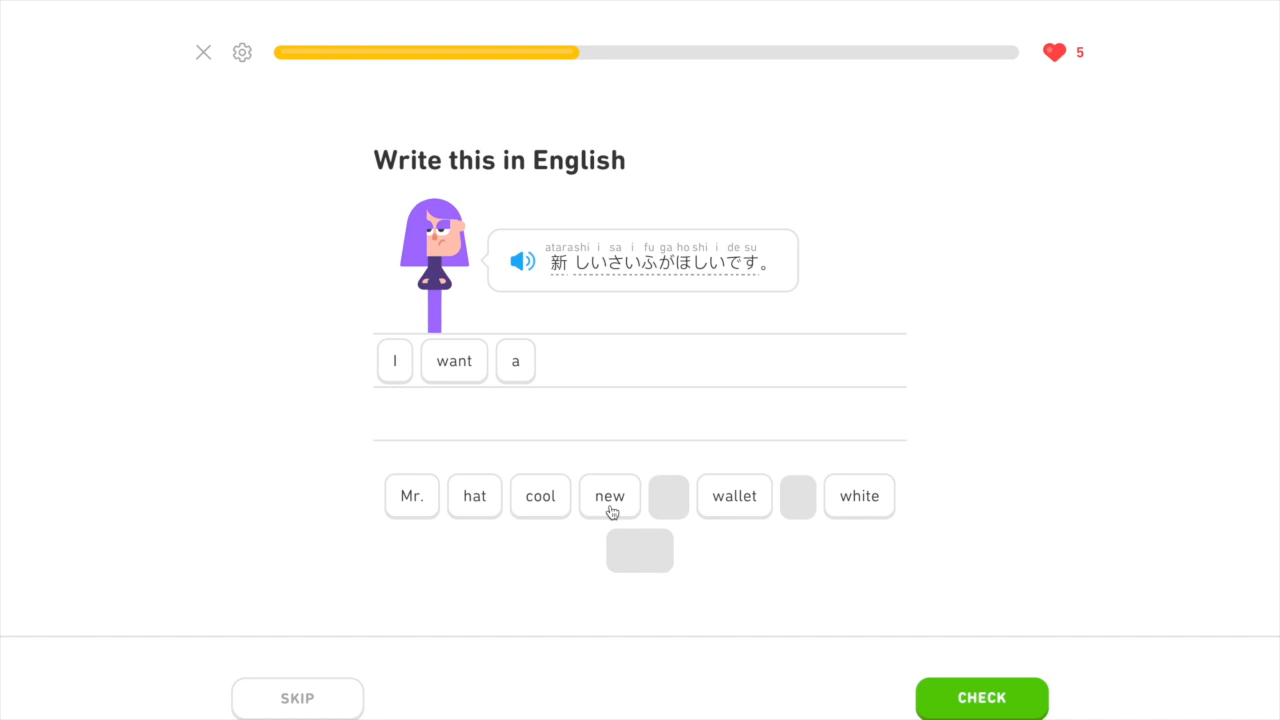 5
Write this in English
atarashi i sa i fu ga ho shi i de su
新しいさいふがほしいです。
I want a
Mr. hat cool new wallet white
SKIP CHECK